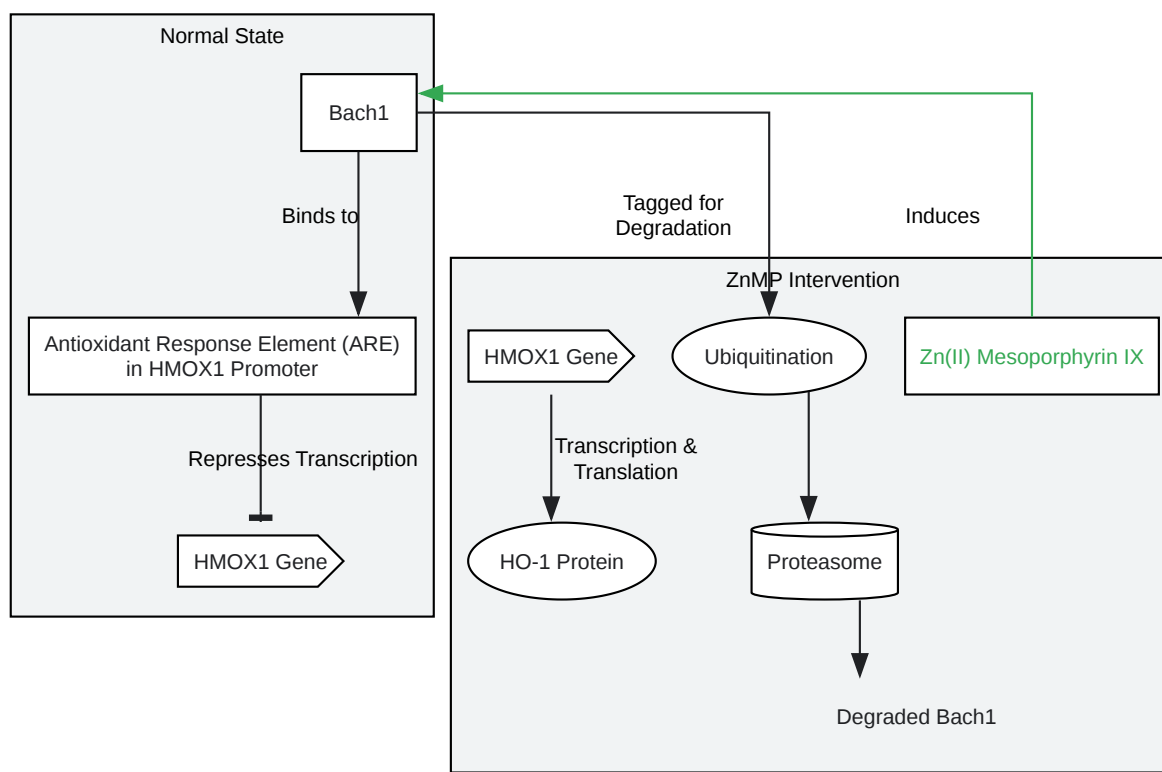 Normal State
Bach1
Binds to
Tagged for
Degradation
Induces
ZnMP Intervention
Antioxidant Response Element (ARE)
in HMOX1 Promoter
HMOX1 Gene
Ubiquitination
Zn(II) Mesoporphyrin IX
Represses Transcription
Transcription &
Translation
HMOX1 Gene
HO-1 Protein
Proteasome
Degraded Bach1